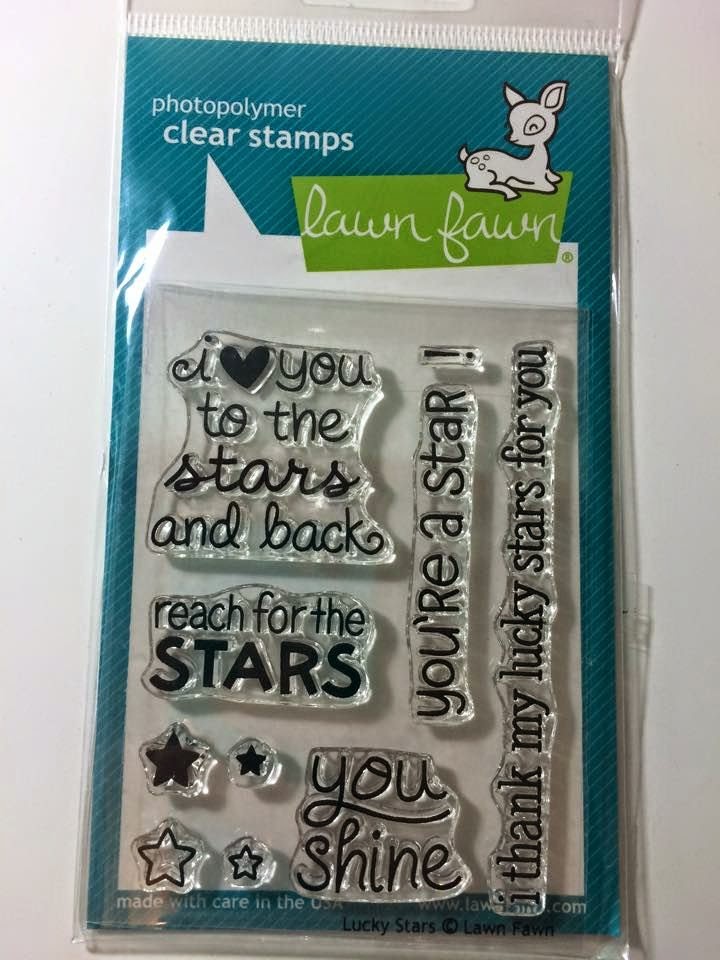 photopolymer
clear stamps
lawn fawn®
i ♥ you
to the
stars
and back
reach for the
STARS
you
shine
!
you're a star
i thank my lucky stars for you
made with care in the USA
Lucky Stars © Lawn Fawn